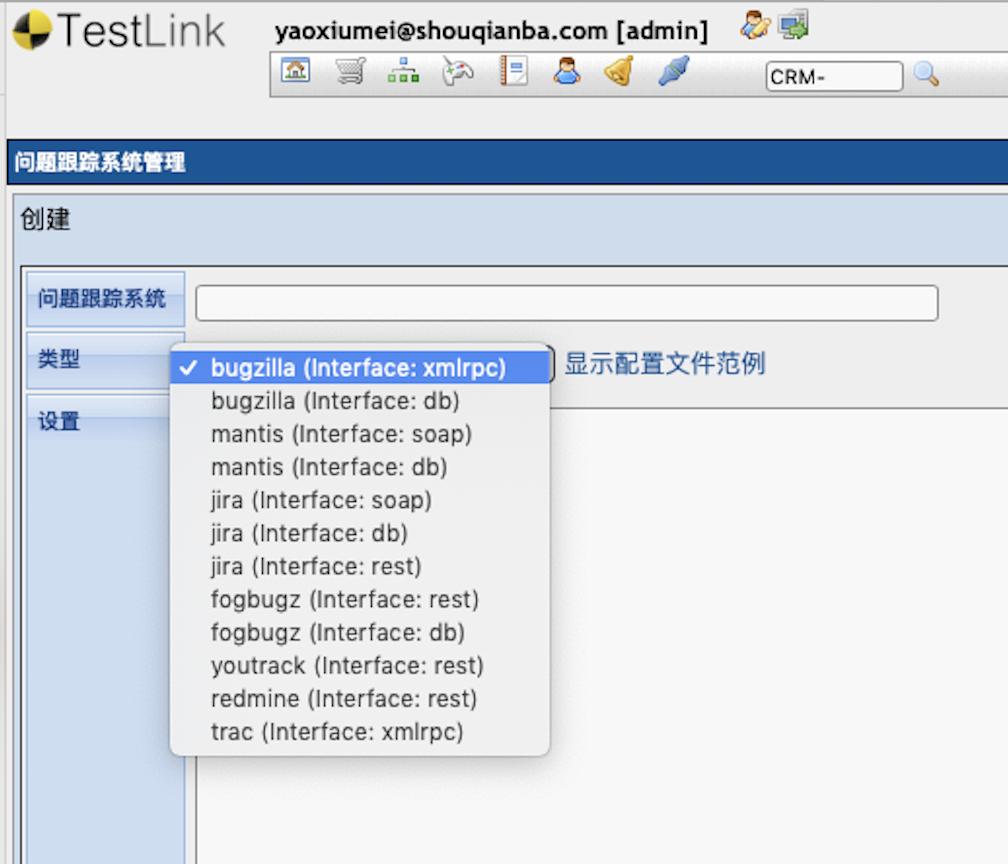 TestLink
yaoxiumei@shouqianba.com [admin]
CRM-
问题跟踪系统管理
创建
问题跟踪系统
类型
显示配置文件范例
设置
bugzilla (Interface: xmlrpc)
bugzilla (Interface: db)
mantis (Interface: soap)
mantis (Interface: db)
jira (Interface: soap)
jira (Interface: db)
jira (Interface: rest)
fogbugz (Interface: rest)
fogbugz (Interface: db)
youtrack (Interface: rest)
redmine (Interface: rest)
trac (Interface: xmlrpc)